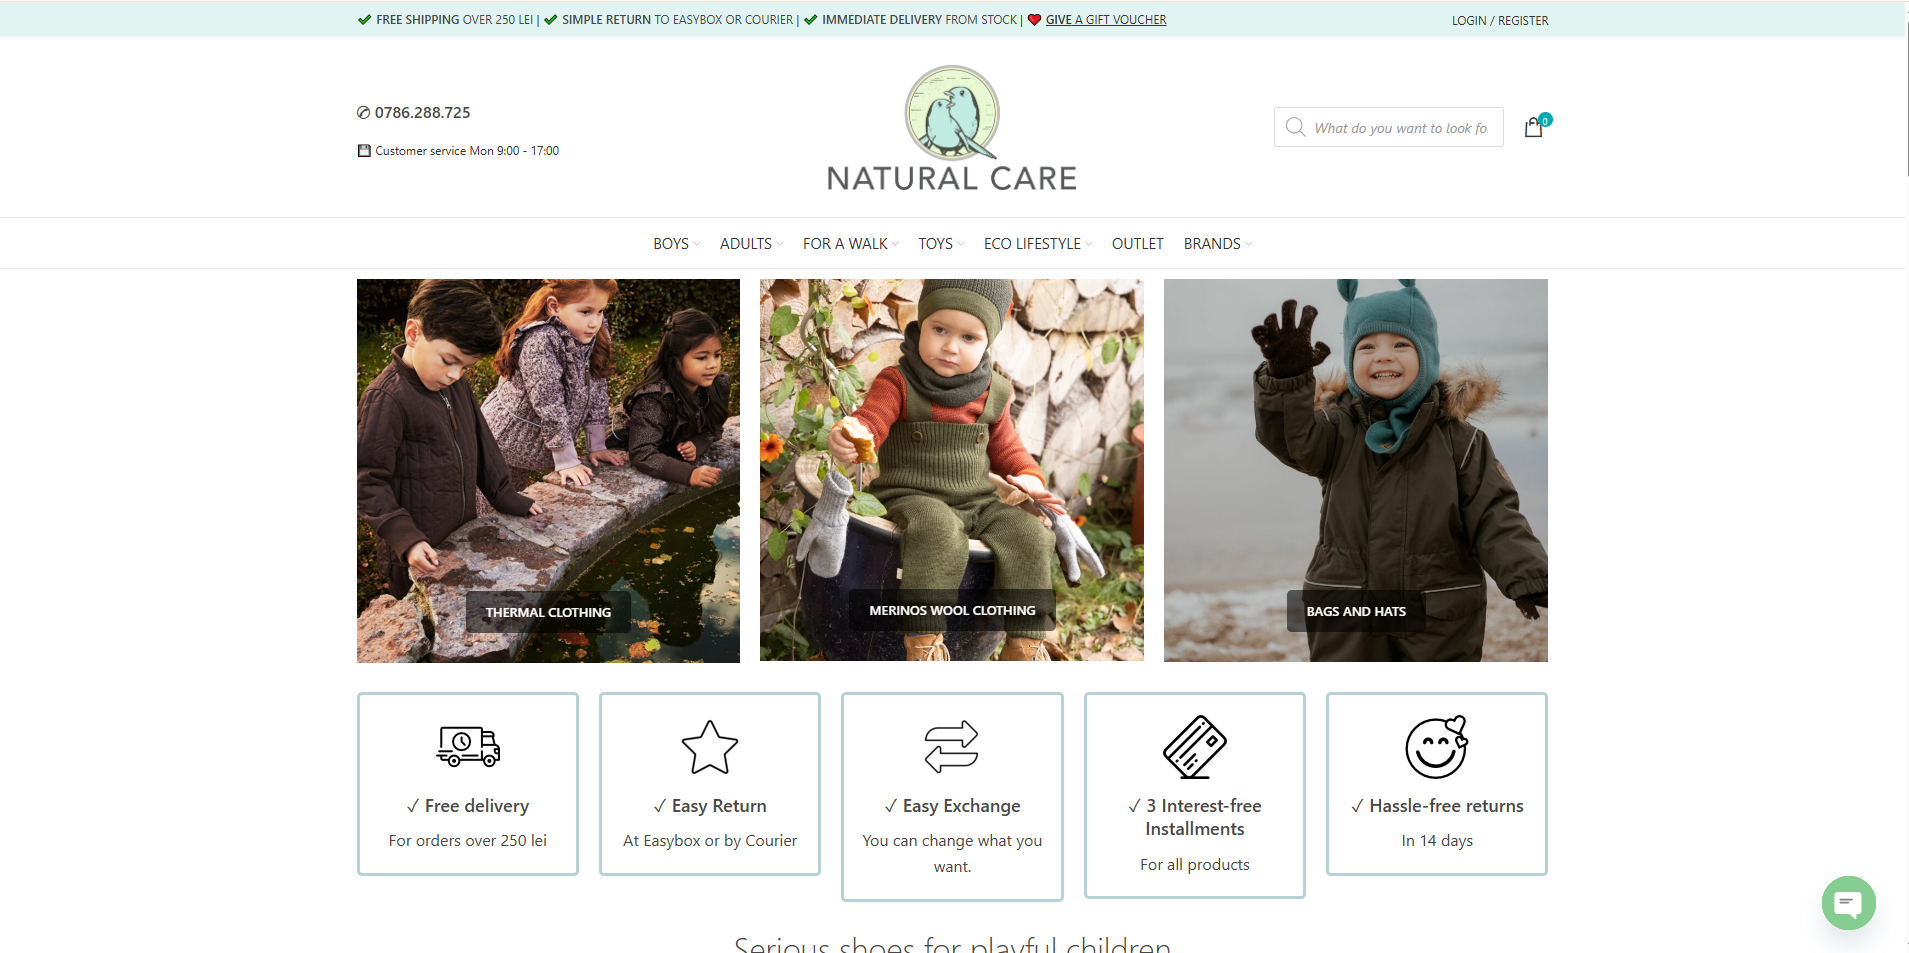 FREE SHIPPING OVER 250 LEI | SIMPLE RETURN TO EASYBOX OR COURIER | IMMEDIATE DELIVERY FROM STOCK | GIVE A GIFT VOUCHER
LOGIN / REGISTER
✆ 0786.288.725
Customer service Mon 9:00 - 17:00
NATURAL CARE
What do you want to look fo
0
BOYS ADULTS FOR A WALK TOYS ECO LIFESTYLE OUTLET BRANDS
THERMAL CLOTHING
MERINOS WOOL CLOTHING
BAGS AND HATS
✓ Free delivery
For orders over 250 lei
✓ Easy Return
At Easybox or by Courier
✓ Easy Exchange
You can change what you
want.
✓ 3 Interest-free
Installments
For all products
✓ Hassle-free returns
In 14 days
Serious shoes for playful children